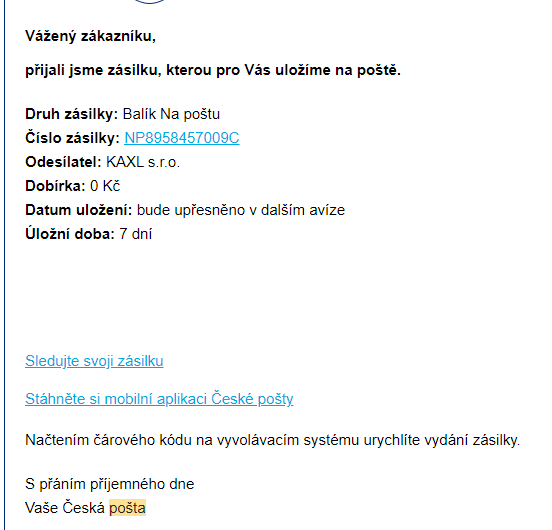 Vážený zákazníku,
přijali jsme zásilku, kterou pro Vás uložíme na poště.
Druh zásilky: Balík Na poštu
Číslo zásilky: NP8958457009C
Odesílatel: KAXL s.r.o.
Dobírka: 0 Kč
Datum uložení: bude upřesněno v dalším avíze
Úložní doba: 7 dní
Sledujte svoji zásilku
Stáhněte si mobilní aplikaci České pošty
Načtením čárového kódu na vyvolávacím systému urychlíte vydání zásilky.
S přáním příjemného dne
Vaše Česká pošta